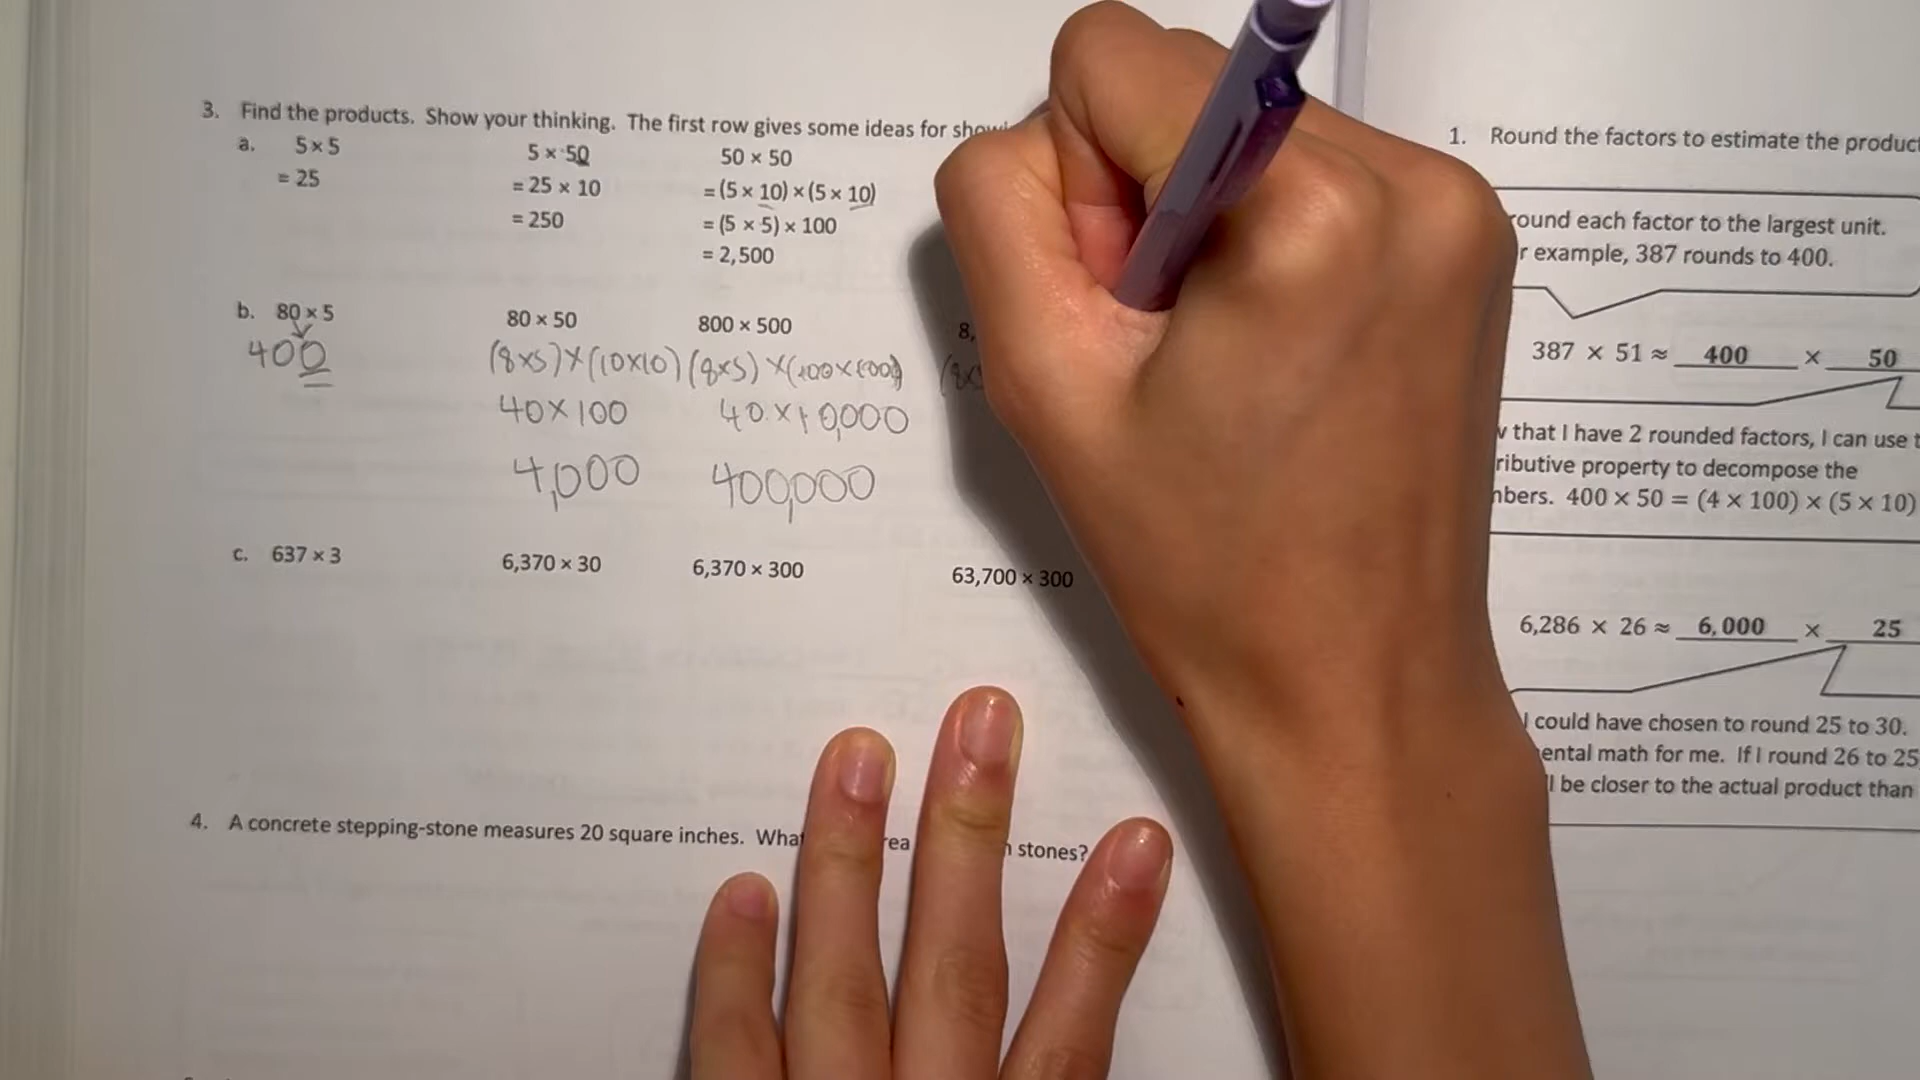 3. Find the products. Show your thinking. The first row gives some ideas for
a. 5 × 5
5 × 50
50 × 50
= 25
= 25 × 10
= (5 × 10) × (5 × 10)
= 250
= (5 × 5) × 100
= 2,500
b. 80 × 5
80 × 50
800 × 500
8,
400
(8×5)×(10×10)
(8×5)×(100×100)
40×100
40×10,000
4,000
400,000
c. 637 × 3
6,370 × 30
6,370 × 300
63,700 × 300
4. A concrete stepping-stone measures 20 square inches.
stones?
1. Round the factors to estimate the
each factor to the largest unit.
example, 387 rounds to 400.
387 × 51 ≈ 400 × 50
that I have 2 rounded factors, I can use
property to decompose the
400 × 50 = (4 × 100) × (5 × 10)
6,286 × 26 ≈ 6,000 × 25
I could have chosen to round 25 to 30.
math for me. If I round 26 to 25
be closer to the actual product than